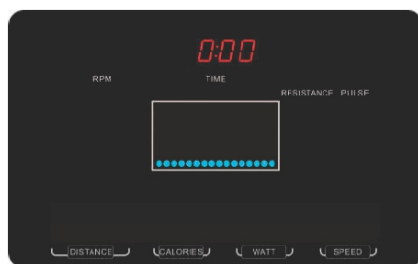 0:00
RPM TIME
RESISTANCE PULSE
DISTANCE CALORIES WATT SPEED